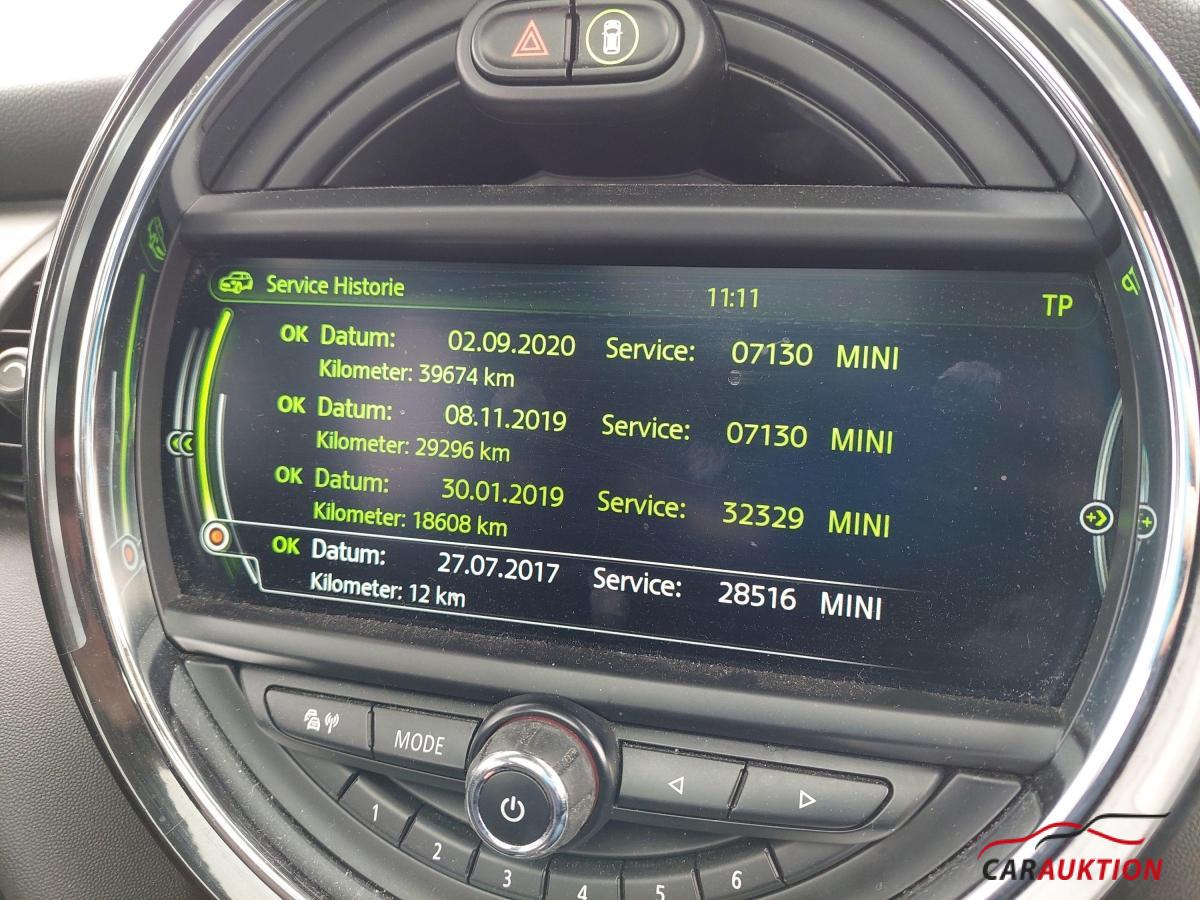 Service Historie 11:11 TP
OK Datum: 02.09.2020 Service: 07130 MINI
Kilometer: 39674 km
OK Datum: 08.11.2019 Service: 07130 MINI
Kilometer: 29296 km
OK Datum: 30.01.2019 Service: 32329 MINI
Kilometer: 18608 km
OK Datum: 27.07.2017 Service: 28516 MINI
Kilometer: 12 km
MODE
1
2
3
4
5
6
CARAUKTION